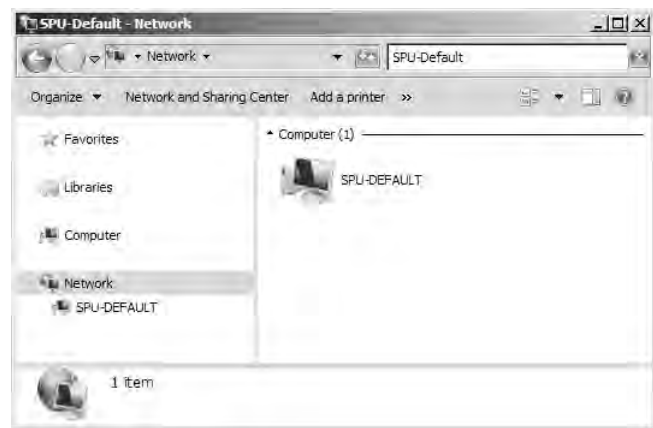 SPU-Default - Network
Network
SPU-Default
Organize
Network and Sharing Center
Add a printer
»
Favorites
Libraries
Computer
Network
SPU-DEFAULT
Computer (1)
SPU-DEFAULT
1 item